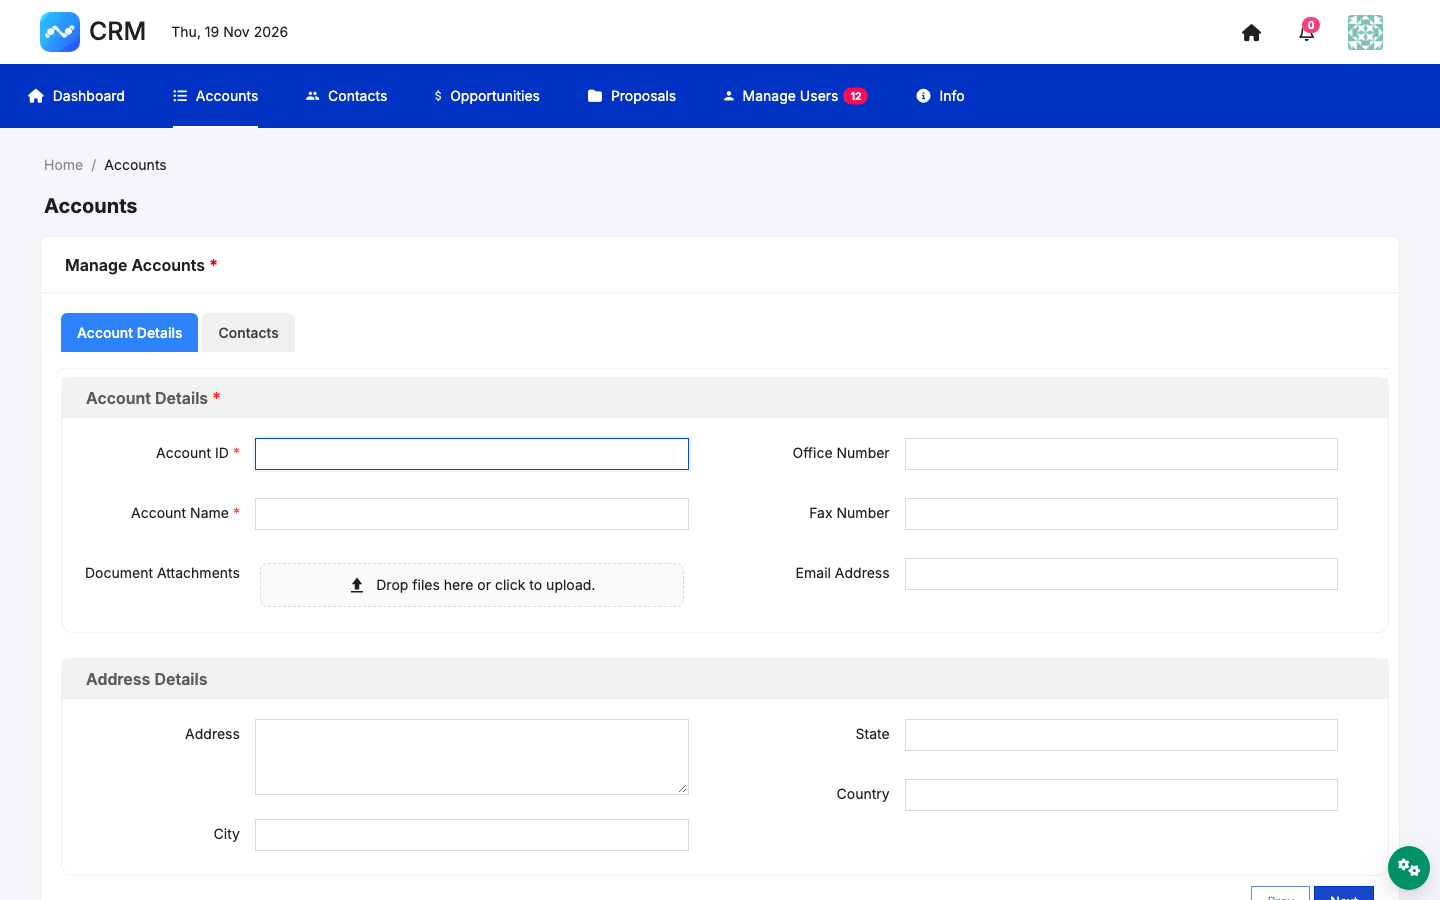 CRM
Thu, 19 Nov 2026
0
Dashboard
Accounts
Contacts
Opportunities
Proposals
Manage Users 12
Info
Home / Accounts
Accounts
Manage Accounts *
Account Details
Contacts
Account Details *
Account ID *
Office Number
Account Name *
Fax Number
Document Attachments
Drop files here or click to upload.
Email Address
Address Details
Address
State
Country
City
Prev
Next